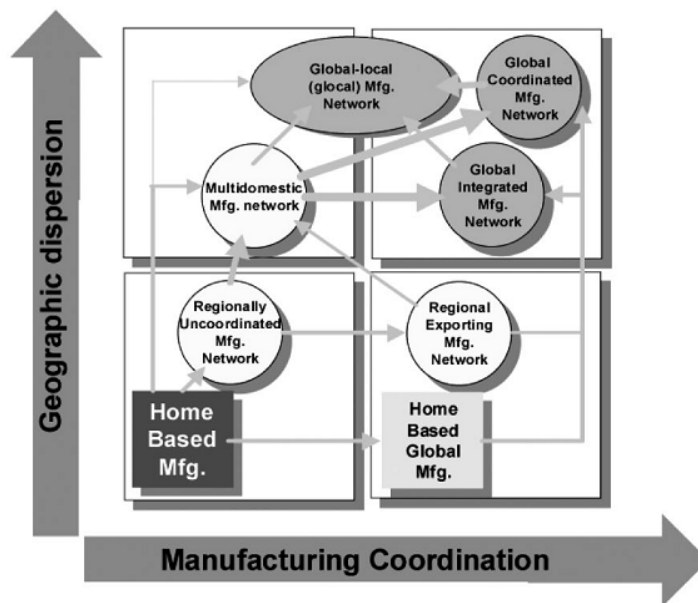 Geographic dispersion
Global-local
(glocal) Mfg.
Network
Global
Coordinated
Mfg.
Network
Multidomestic
Mfg. network
Global
Integrated
Mfg.
Network
Regionally
Uncoordinated
Mfg.
Network
Regional
Exporting
Mfg.
Network
Home
Based
Mfg.
Home
Based
Global
Mfg.
Manufacturing Coordination